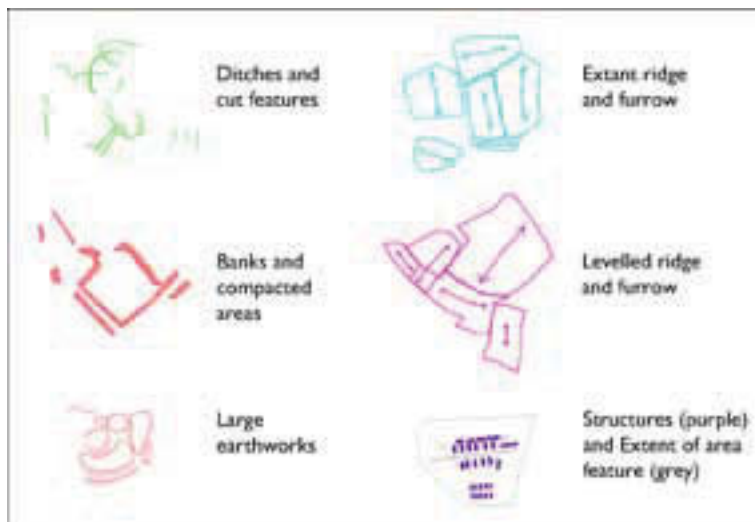 Ditches and
cut features
Extant ridge
and furrow
Banks and
compacted
areas
Levelled ridge
and furrow
Large
earthworks
Structures (purple)
and Extent of area
feature (grey)